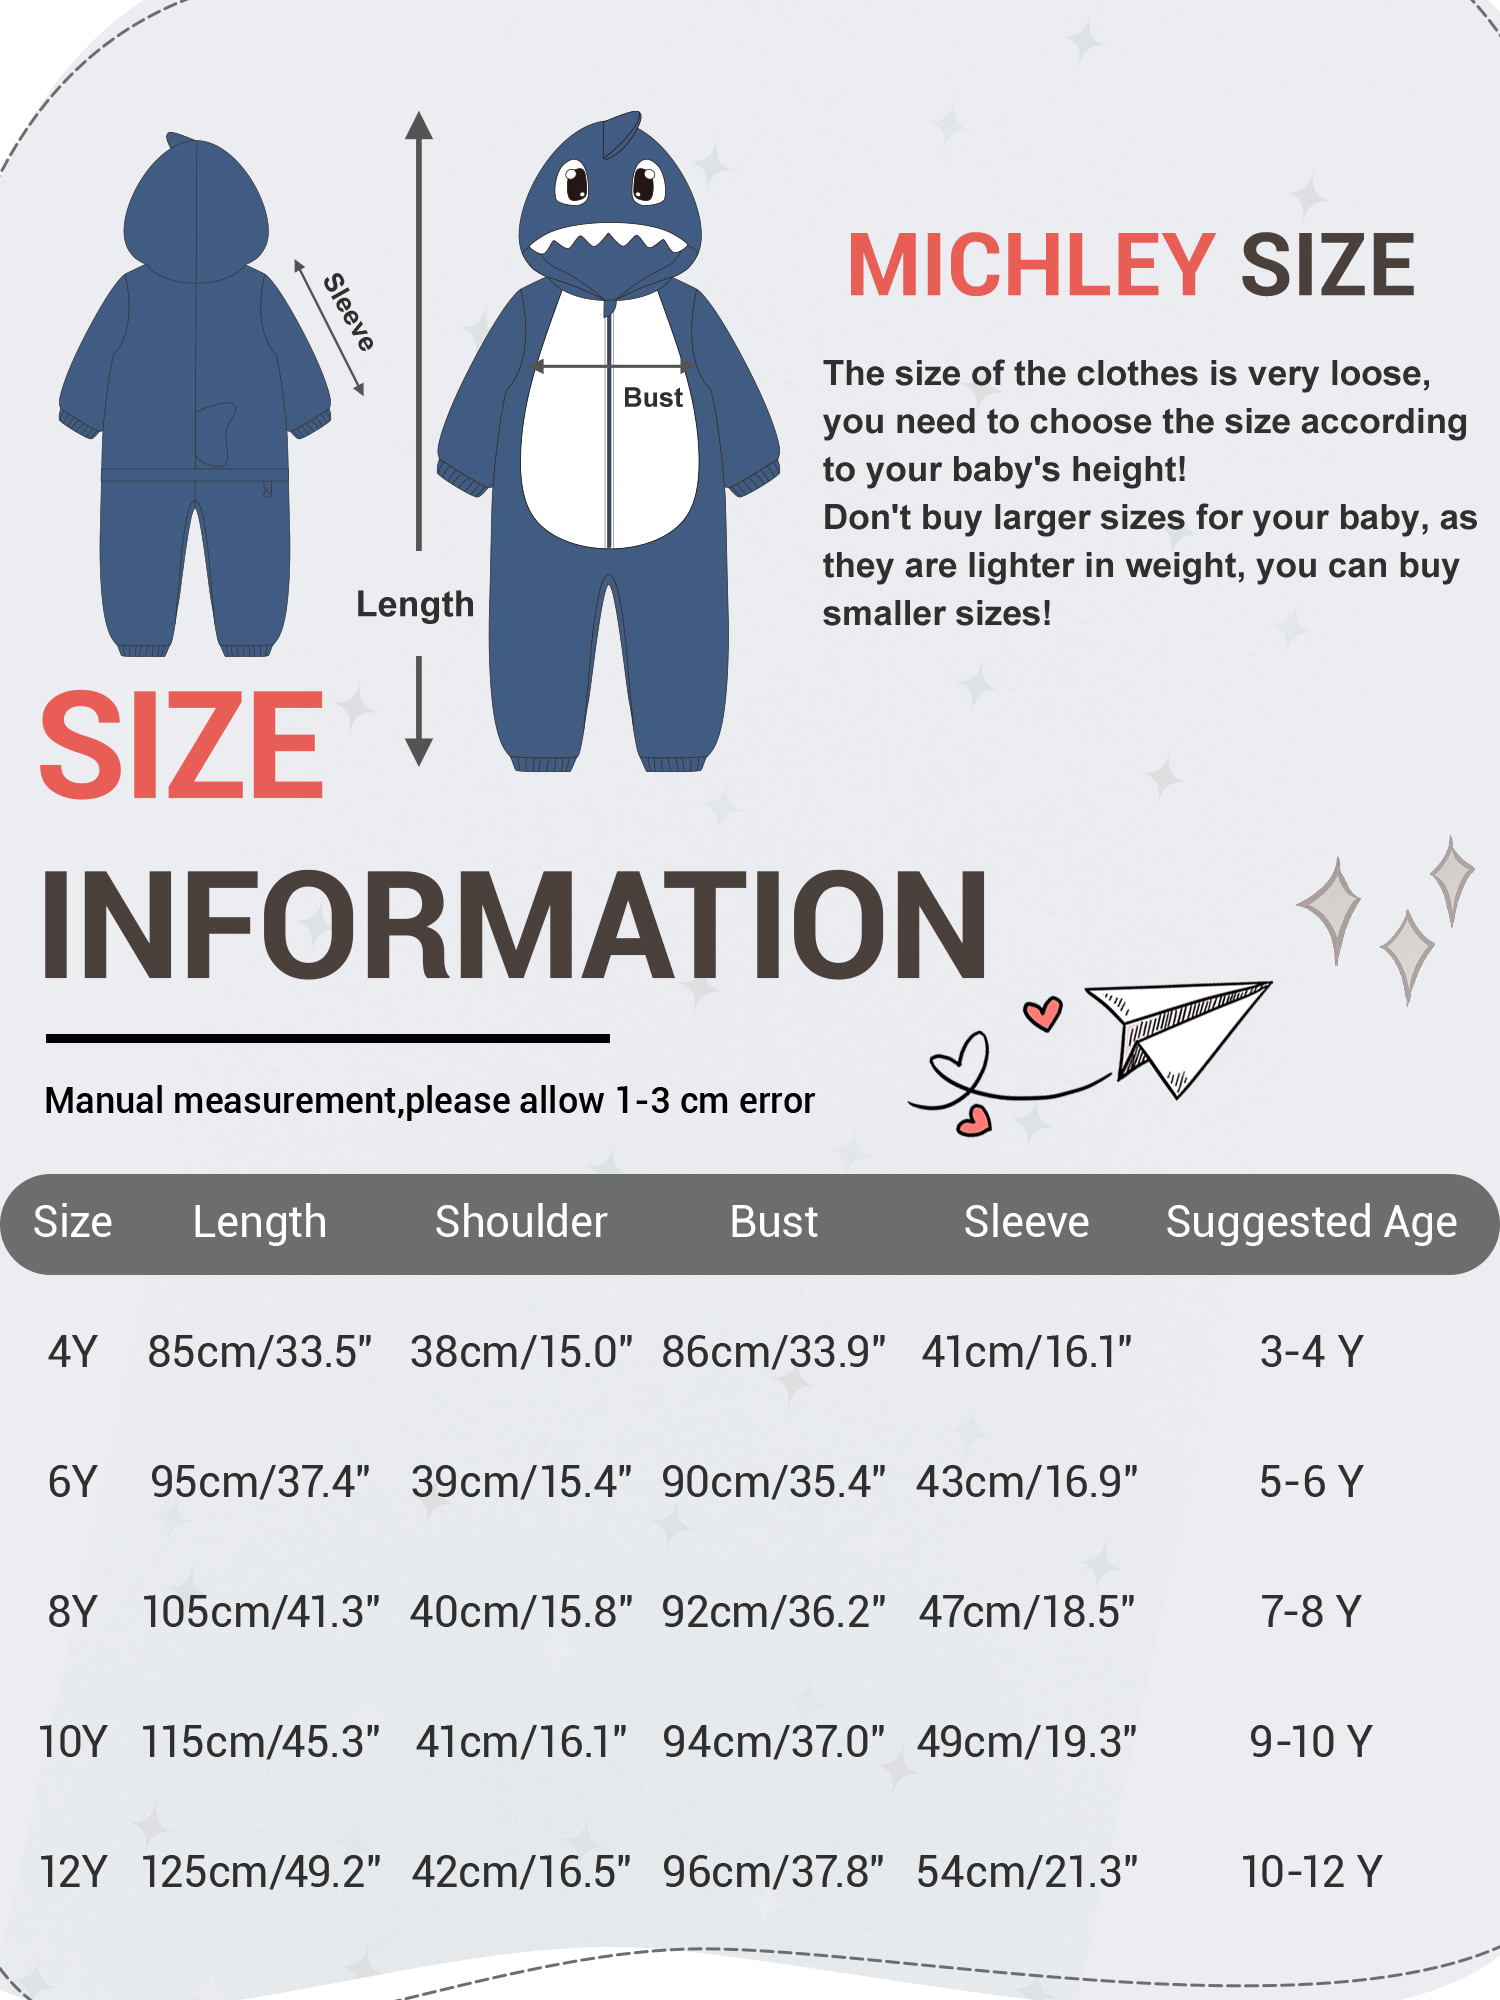 Sleeve
Bust
Length
MICHLEY SIZE
The size of the clothes is very loose,
you need to choose the size according
to your baby's height!
Don't buy larger sizes for your baby, as
they are lighter in weight, you can buy
smaller sizes!
SIZE
INFORMATION
Manual measurement,please allow 1-3 cm error
Size Length Shoulder Bust Sleeve Suggested Age
4Y 85cm/33.5" 38cm/15.0" 86cm/33.9" 41cm/16.1" 3-4 Y
6Y 95cm/37.4" 39cm/15.4" 90cm/35.4" 43cm/16.9" 5-6 Y
8Y 105cm/41.3" 40cm/15.8" 92cm/36.2" 47cm/18.5" 7-8 Y
10Y 115cm/45.3" 41cm/16.1" 94cm/37.0" 49cm/19.3" 9-10 Y
12Y 125cm/49.2" 42cm/16.5" 96cm/37.8" 54cm/21.3" 10-12 Y